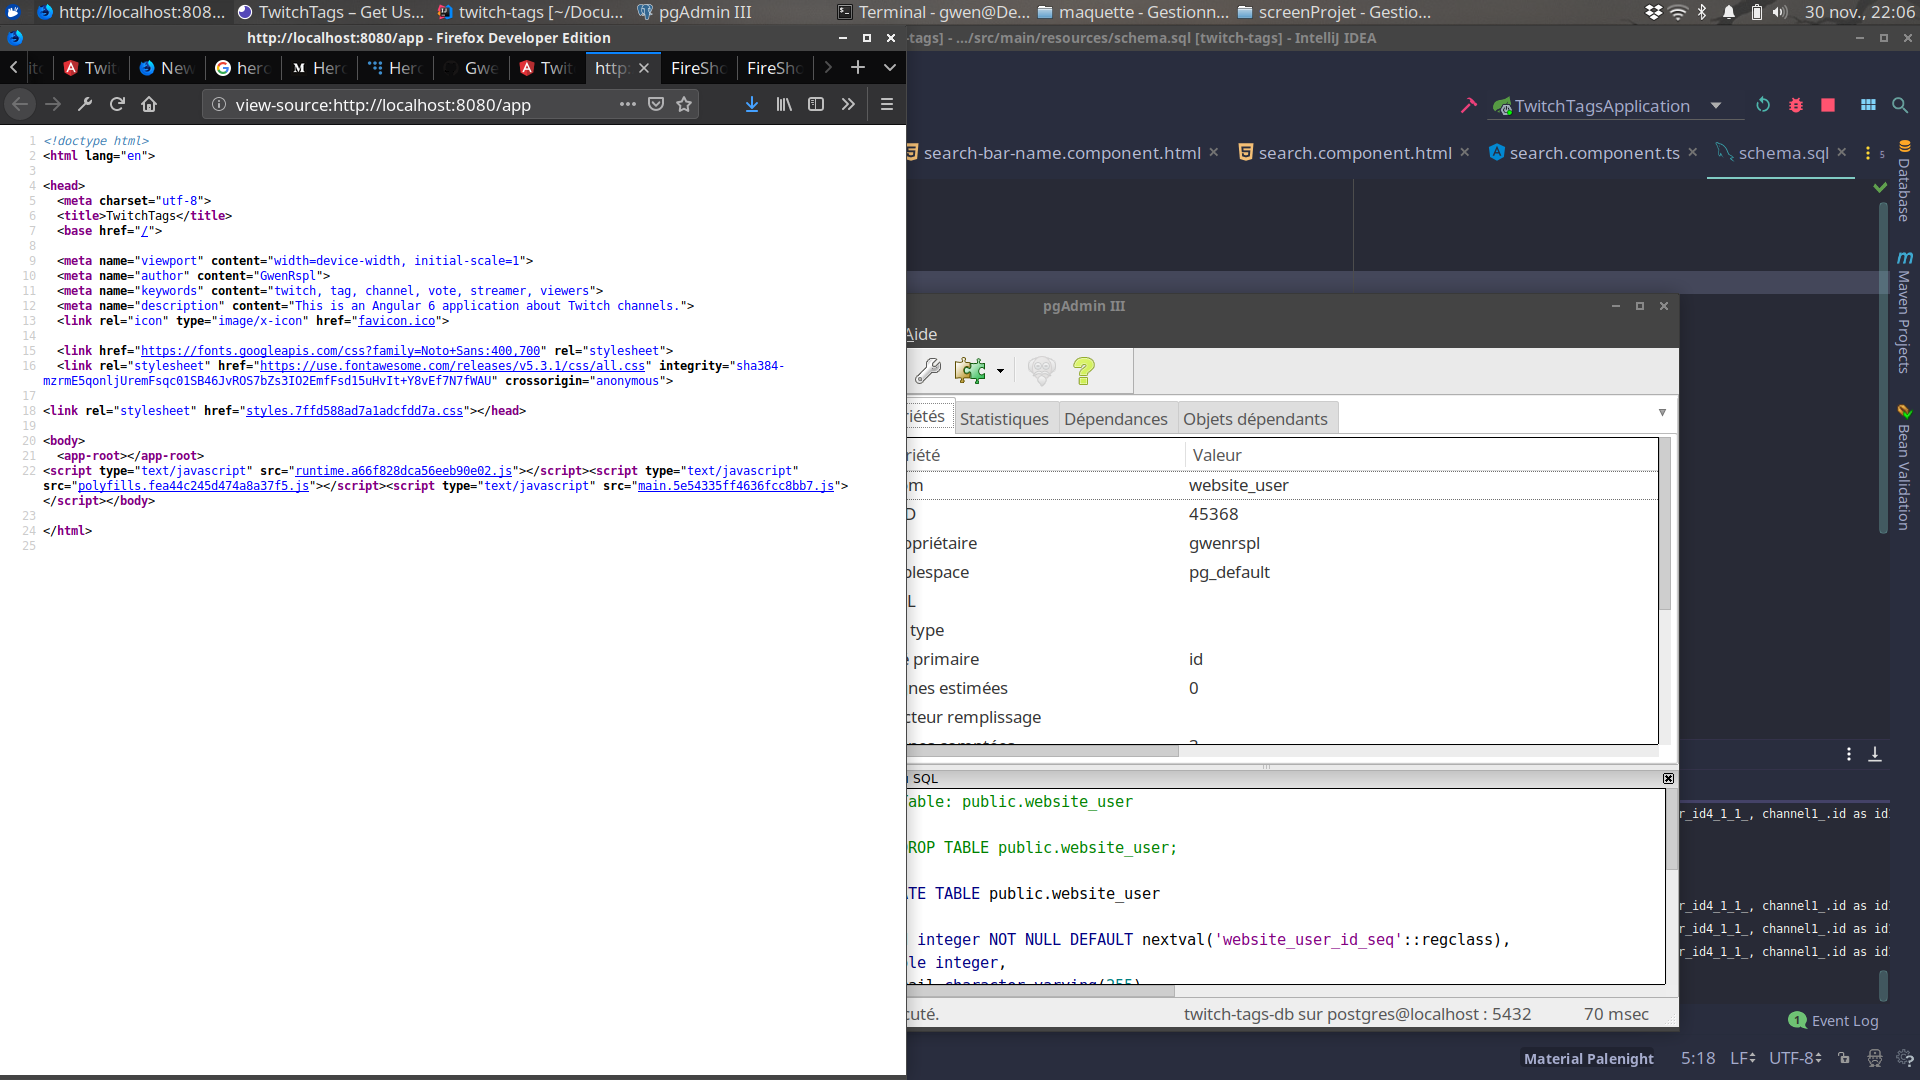 http://localhost:808... TwitchTags – Get Us... twitch-tags [~/Docu... pgAdmin III Terminal - gwen@De... maquette - Gestionn... screenProjet - Gestio... 30 nov., 22:06
http://localhost:8080/app - Firefox Developer Edition
-tags] - .../src/main/resources/schema.sql [twitch-tags] - IntelliJ IDEA
Twit New hero Her Her Gwe Twit http: FireSho FireSho
view-source:http://localhost:8080/app
TwitchTagsApplication
search-bar-name.component.html search.component.html search.component.ts schema.sql 5
1 <!doctype html>
2 <html lang="en">
3
4 <head>
5 <meta charset="utf-8">
6 <title>TwitchTags</title>
7 <base href="/">
8
9 <meta name="viewport" content="width=device-width, initial-scale=1">
10 <meta name="author" content="GwenRspl">
11 <meta name="keywords" content="twitch, tag, channel, vote, streamer, viewers">
12 <meta name="description" content="This is an Angular 6 application about Twitch channels.">
13 <link rel="icon" type="image/x-icon" href="favicon.ico">
14
15 <link href="https://fonts.googleapis.com/css?family=Noto+Sans:400,700" rel="stylesheet">
16 <link rel="stylesheet" href="https://use.fontawesome.com/releases/v5.3.1/css/all.css" integrity="sha384-
mzrmE5qonljUremFsqc01SB46JvROS7bZs3IO2EmfFsd15uHvIt+Y8vEf7N7fWAU" crossorigin="anonymous">
17
18 <link rel="stylesheet" href="styles.7ffd588ad7a1adcfdd7a.css"></head>
19
20 <body>
21 <app-root></app-root>
22 <script type="text/javascript" src="runtime.a66f828dca56eeb90e02.js"></script><script type="text/javascript"
src="polyfills.fea44c245d474a8a37f5.js"></script><script type="text/javascript" src="main.5e54335ff4636fcc8bb7.js">
</script></body>
23
24 </html>
25
Database
Maven Projects
Bean Validation
pgAdmin III
Aide
iétés Statistiques Dépendances Objets dépendants
riété Valeur
om website_user
D 45368
opriétaire gwenrspl
blespace pg_default
L
type
e primaire id
nes estimées 0
cteur remplissage
SQL
able: public.website_user
ROP TABLE public.website_user;
TE TABLE public.website_user
integer NOT NULL DEFAULT nextval('website_user_id_seq'::regclass),
le integer,
ail character varying(255)
cuté. twitch-tags-db sur postgres@localhost : 5432 70 msec
r_id4_1_1_, channel1_.id as id
r_id4_1_1_, channel1_.id as id
r_id4_1_1_, channel1_.id as id
r_id4_1_1_, channel1_.id as id
1 Event Log
Material Palenight 5:18 LF UTF-8